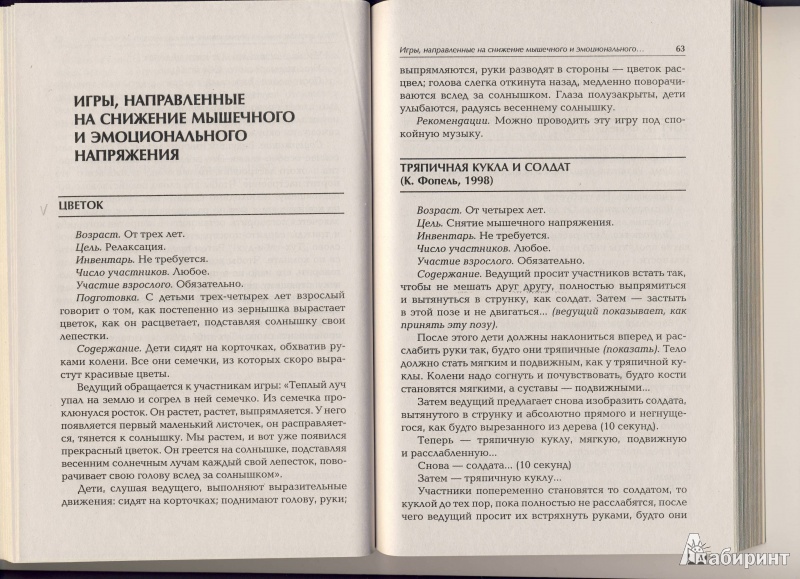 ИГРЫ, НАПРАВЛЕННЫЕ
НА СНИЖЕНИЕ МЫШЕЧНОГО
И ЭМОЦИОНАЛЬНОГО
НАПРЯЖЕНИЯ
ЦВЕТОК
Возраст. От трех лет.
Цель. Релаксация.
Инвентарь. Не требуется.
Число участников. Любое.
Участие взрослого. Обязательно.
Подготовка. С детьми трех-четырех лет взрослый
говорит о том, как постепенно из зернышка вырастает
цветок, как он расцветает, подставляя солнышку свои
лепестки.
Содержание. Дети сидят на корточках, обхватив ру-
ками колени. Все они семечки, из которых скоро выра-
стут красивые цветы.
Ведущий обращается к участникам игры: «Теплый луч
упал на землю и согрел в ней семечко. Из семечка про-
клюнулся росток. Он растет, растет, выпрямляется. У него
появляется первый маленький листочек, он расправляет-
ся, тянется к солнышку. Мы растем, и вот уже появился
прекрасный цветок. Он греется на солнышке, подставляя
весенним солнечным лучам каждый свой лепесток, пово-
рачивает свою голову вслед за солнышком».
Дети, слушая ведущего, выполняют выразительные
движения: сидят на корточках; поднимают голову, руки;
Игры, направленные на снижение мышечного и эмоционального... 63
выпрямляются, руки разводят в стороны — цветок рас-
цвел; голова слегка откинута назад, медленно поворачи-
ваются вслед за солнышком. Глаза полузакрыты, дети
улыбаются, радуясь весеннему солнышку.
Рекомендации. Можно проводить эту игру под спо-
койную музыку.
ТРЯПИЧНАЯ КУКЛА И СОЛДАТ
(К. Фопель, 1998)
Возраст. От четырех лет.
Цель. Снятие мышечного напряжения.
Инвентарь. Не требуется.
Число участников. Любое.
Участие взрослого. Обязательно.
Содержание. Ведущий просит участников встать так,
чтобы не мешать друг другу, полностью выпрямиться
и вытянуться в струнку, как солдат. Затем — застыть
в этой позе и не двигаться... (ведущий показывает, как
принять эту позу).
После этого дети должны наклониться вперед и рас-
слабить руки так, будто они тряпичные (показать). Тело
должно стать мягким и подвижным, как у тряпичной ку-
клы. Колени надо согнуть и почувствовать, будто кости
становятся мягкими, а суставы — подвижными...
Затем ведущий предлагает снова изобразить солдата,
вытянутого в струнку и абсолютно прямого и негнуще-
гося, как будто вырезанного из дерева (10 секунд).
Теперь — тряпичную куклу, мягкую, подвижную
и расслабленную...
Снова — солдата... (10 секунд)
Затем — тряпичную куклу...
Участники попеременно становятся то солдатом, то
куклой до тех пор, пока полностью не расслабятся, после
чего ведущий просит их встряхнуть руками, будто они
Лабиринт